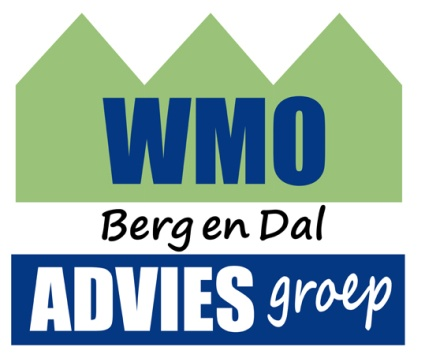 WMO
Berg en Dal
ADVIES groep